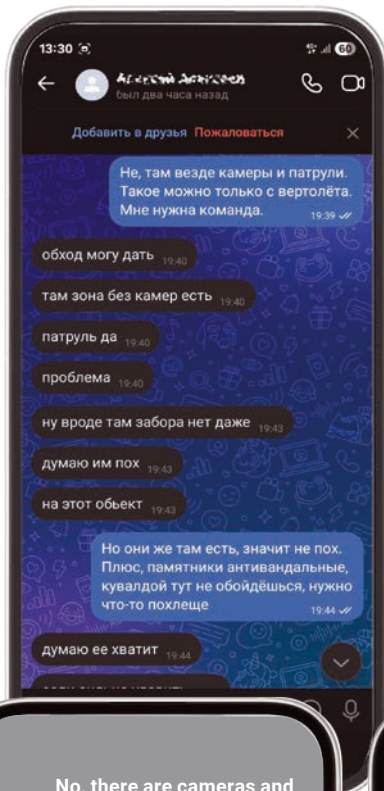 13:30
60
был два часа назад
Добавить в друзья Пожаловаться
Не, там везде камеры и патрули.
Такое можно только с вертолёта.
Мне нужна команда. 19:39
обход могу дать 19:40
там зона без камер есть 19:40
патруль да 19:40
проблема 19:40
ну вроде там забора нет даже 19:43
думаю им пох 19:43
на этот обьект 19:43
Но они же там есть, значит не пох.
Плюс, памятники антивандальные,
кувалдой тут не обойдёшься, нужно
что-то похлеще 19:44
думаю ее хватит 19:44
No, there are cameras and